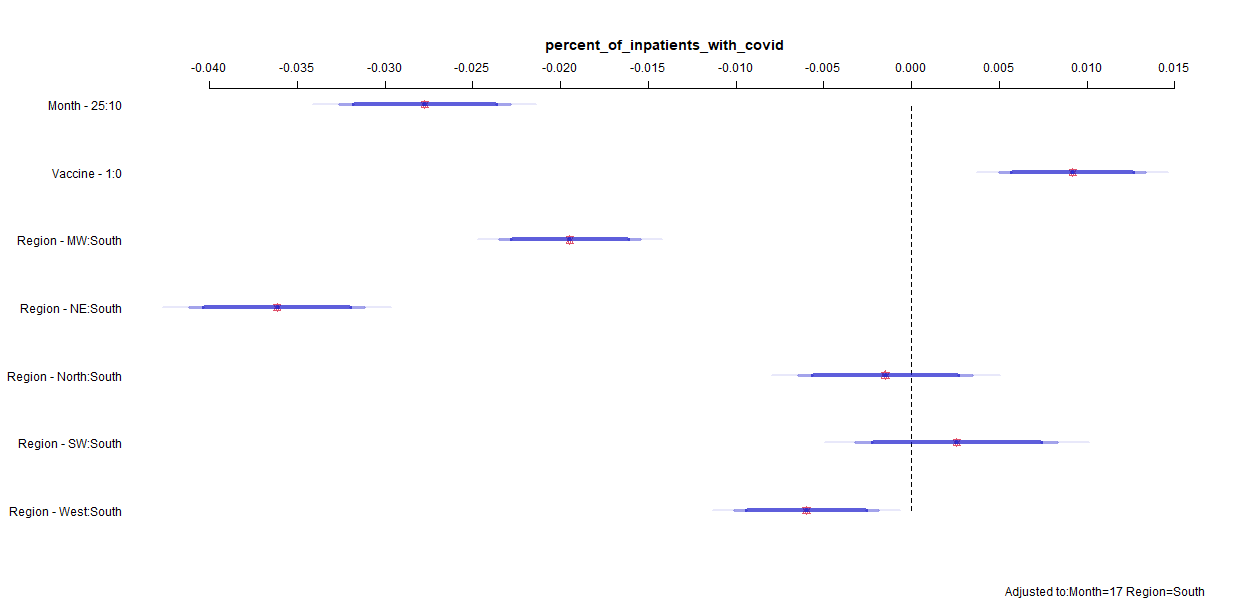 percent_of_inpatients_with_covid
-0.040 -0.035 -0.030 -0.025 -0.020 -0.015 -0.010 -0.005 0.000 0.005 0.010 0.015
Month - 25:10
Vaccine - 1:0
Region - MW:South
Region - NE:South
Region - North:South
Region - SW:South
Region - West:South
Adjusted to:Month=17 Region=South